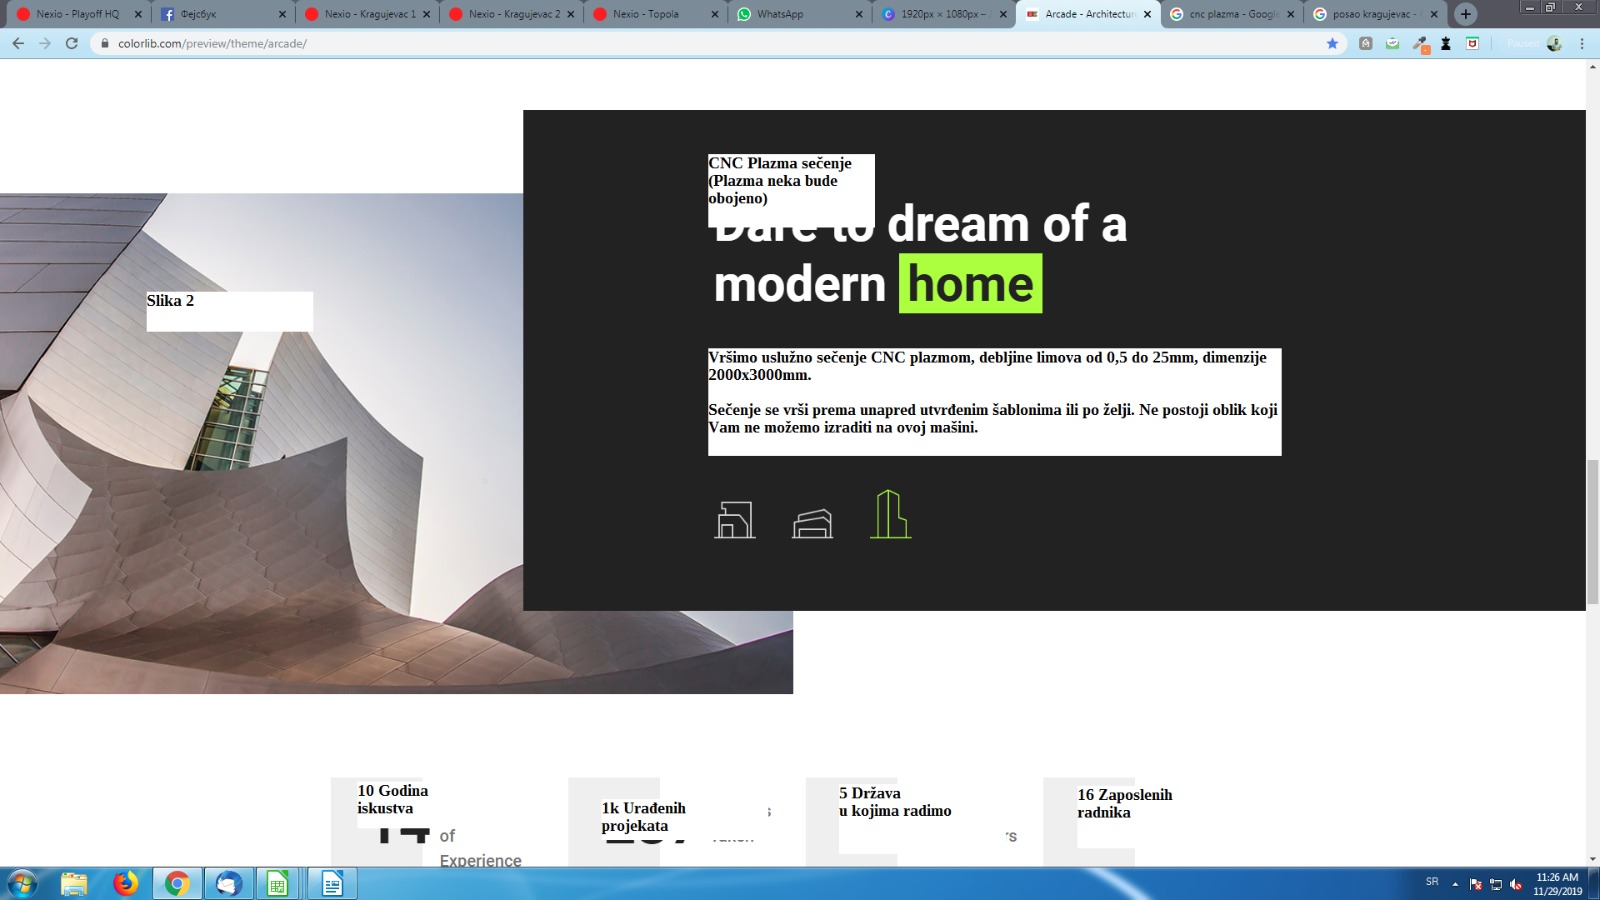 Nexio - Playoff HQ
Фејсбук
Nexio - Kragujevac 1
Nexio - Kragujevac 2
Nexio - Topola
WhatsApp
1920px × 1080px –
Arcade - Architecture
cnc plazma - Google
posao kragujevac -
colorlib.com/preview/theme/arcade/
Paused
CNC Plazma sečenje
(Plazma neka bude
obojeno)
Dare to dream of a
modern home
Slika 2
Vršimo uslužno sečenje CNC plazmom, debljine limova od 0,5 do 25mm, dimenzije
2000x3000mm.
Sečenje se vrši prema unapred utvrđenim šablonima ili po želji. Ne postoji oblik koji
Vam ne možemo izraditi na ovoj mašini.
10 Godina
iskustva
1k Urađenih
projekata
5 Država
u kojima radimo
16 Zaposlenih
radnika
of
Experience
SR
11:26 AM
11/29/2019